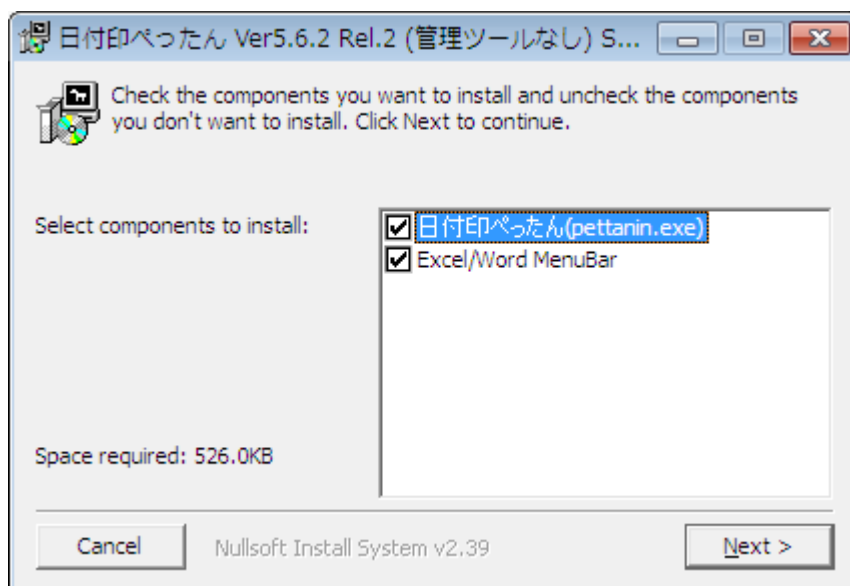 日付印ぺったん Ver5.6.2 Rel.2 (管理ツールなし) S...
Check the components you want to install and uncheck the components
you don't want to install. Click Next to continue.
Select components to install:
日付印ぺったん(pettanin.exe)
Excel/Word MenuBar
Space required: 526.0KB
Cancel
Nullsoft Install System v2.39
Next >